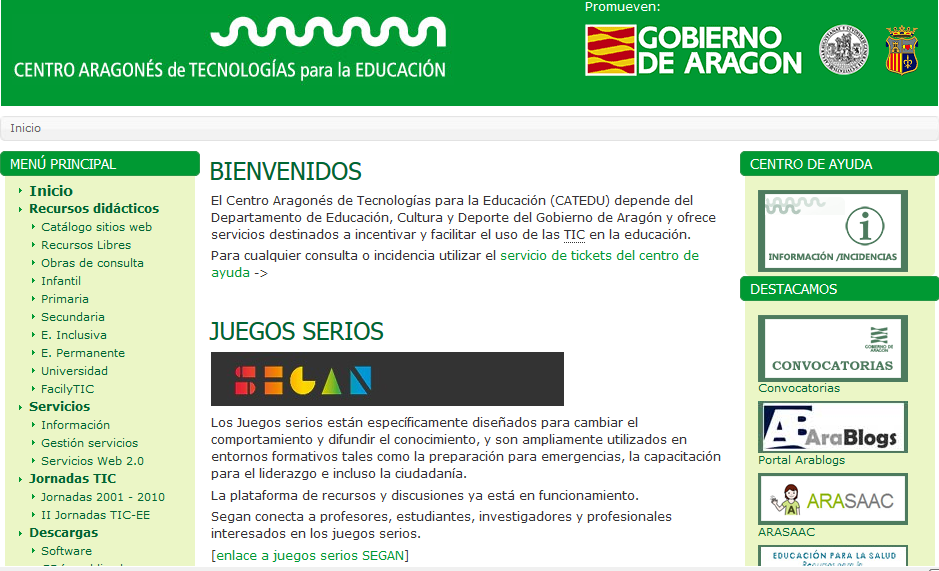 Promueven:
CENTRO ARAGONÉS de TECNOLOGÍAS para la EDUCACIÓN
GOBIERNO
DE ARAGON
Inicio
MENÚ PRINCIPAL
Inicio
Recursos didácticos
Catálogo sitios web
Recursos Libres
Obras de consulta
Infantil
Primaria
Secundaria
E. Inclusiva
E. Permanente
Universidad
FacilyTIC
Servicios
Información
Gestión servicios
Servicios Web 2.0
Jornadas TIC
Jornadas 2001 - 2010
II Jornadas TIC-EE
Descargas
Software
BIENVENIDOS
El Centro Aragonés de Tecnologías para la Educación (CATEDU) depende del
Departamento de Educación, Cultura y Deporte del Gobierno de Aragón y ofrece
servicios destinados a incentivar y facilitar el uso de las TIC en la educación.
Para cualquier consulta o incidencia utilizar el servicio de tickets del centro de
ayuda ->
JUEGOS SERIOS
SEGAN
Los Juegos serios están específicamente diseñados para cambiar el
comportamiento y difundir el conocimiento, y son ampliamente utilizados en
entornos formativos tales como la preparación para emergencias, la capacitación
para el liderazgo e incluso la ciudadanía.
La plataforma de recursos y discusiones ya está en funcionamiento.
Segan conecta a profesores, estudiantes, investigadores y profesionales
interesados en los juegos serios.
[enlace a juegos serios SEGAN]
CENTRO DE AYUDA
INFORMACIÓN /INCIDENCIAS
DESTACAMOS
GOBIERNO
DE ARAGON
CONVOCATORIAS
Convocatorias
AB AraBlogs
Portal Arablogs
ARASAAC
ARASAAC
EDUCACIÓN PARA LA SALUD